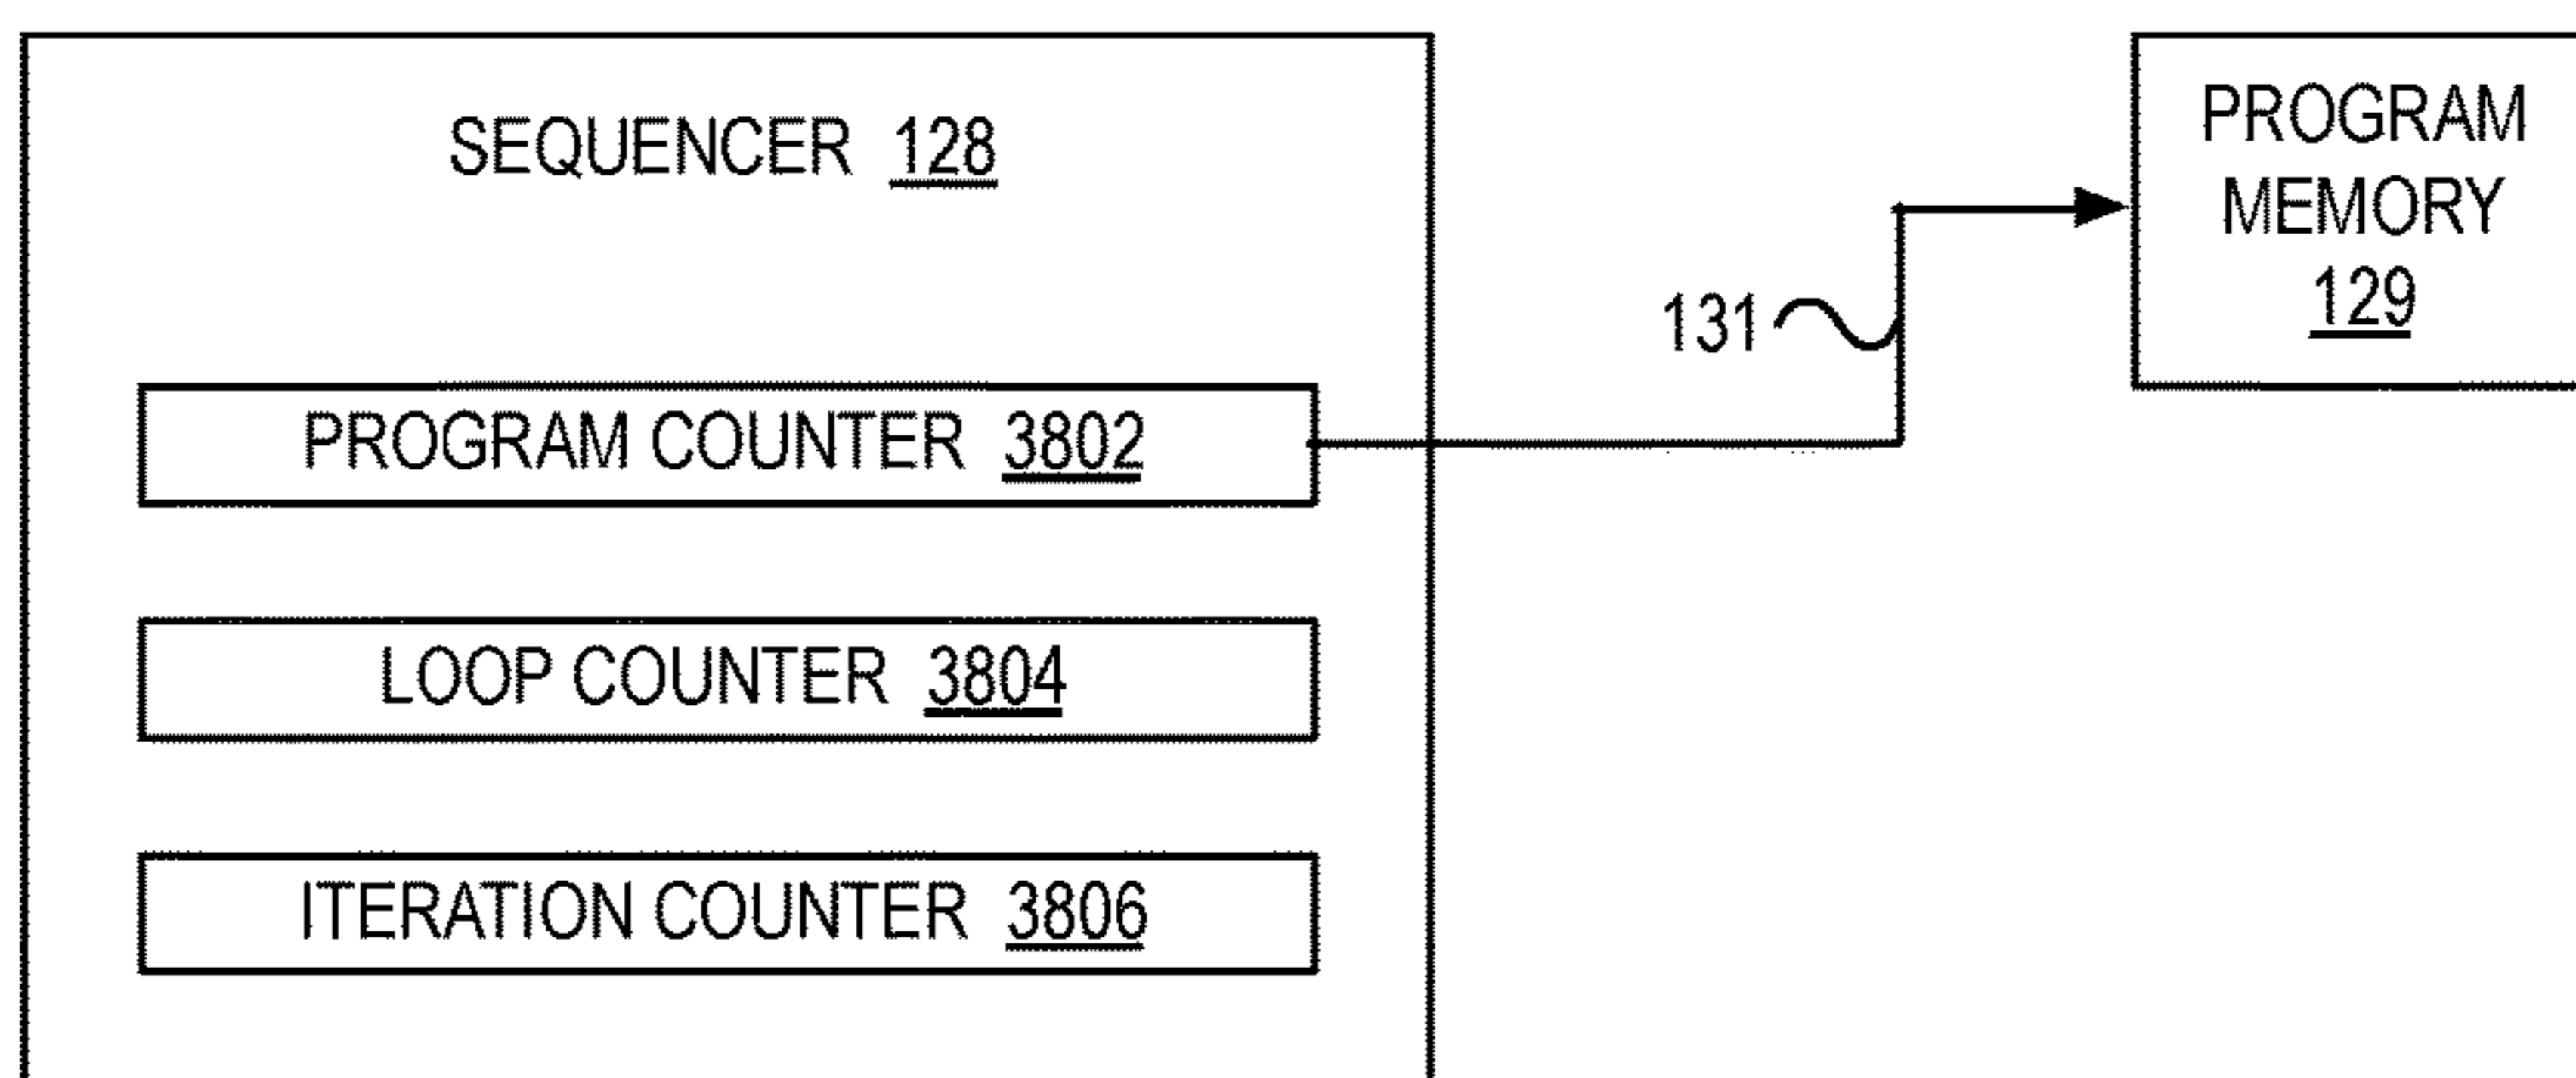 SEQUENCER 128
PROGRAM
MEMORY
129
131
PROGRAM COUNTER 3802
LOOP COUNTER 3804
ITERATION COUNTER 3806